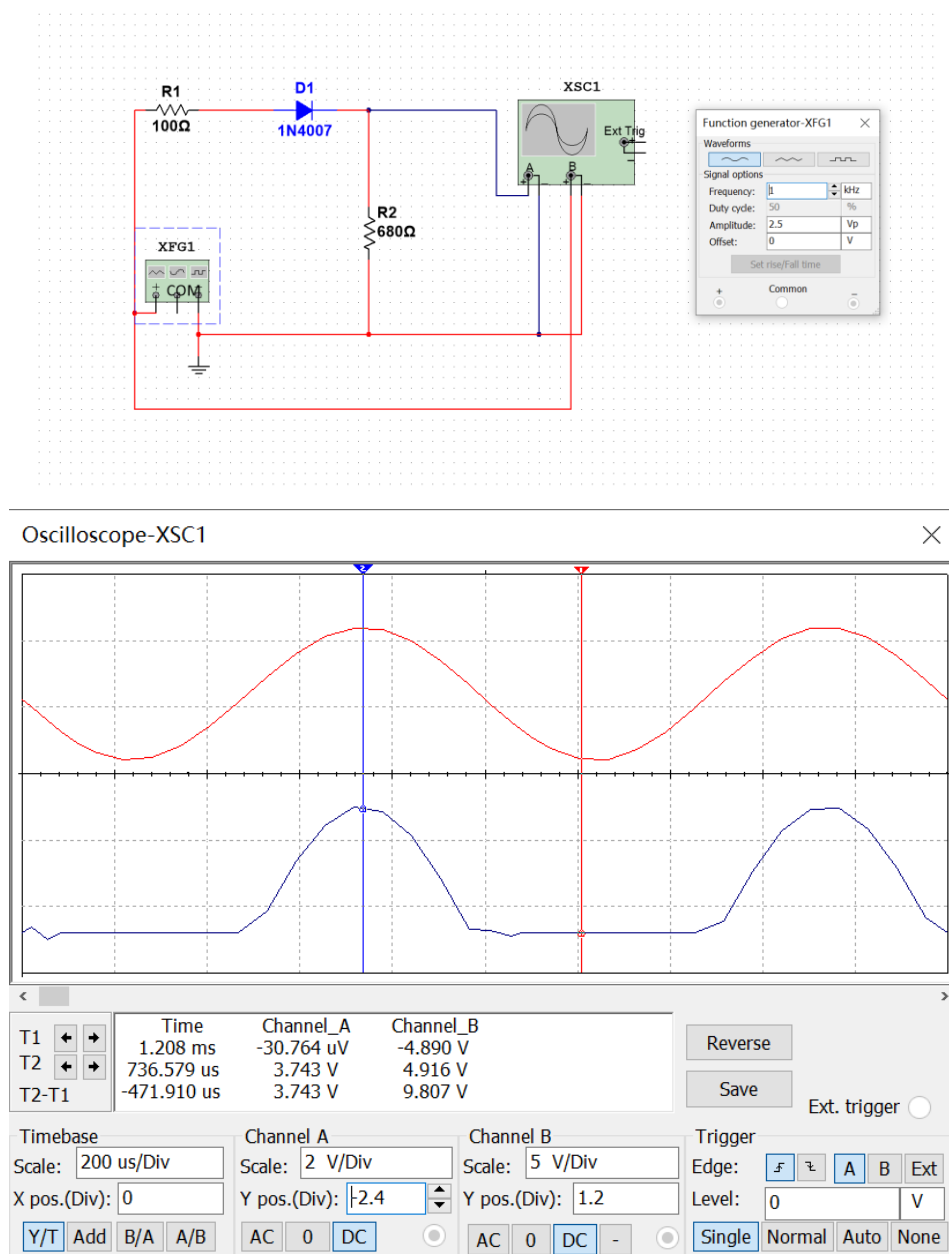 R1
100Ω
D1
1N4007
XSC1
Ext Trig
A
B
R2
680Ω
XFG1
COM
Function generator-XFG1
Waveforms
Signal options
Frequency: 1 kHz
Duty cycle: 50 %
Amplitude: 2.5 Vp
Offset: 0 V
Set rise/Fall time
+ Common −
Oscilloscope-XSC1
2 1
Time Channel_A Channel_B
T1 1.208 ms -30.764 uV -4.890 V
T2 736.579 us 3.743 V 4.916 V
T2-T1 -471.910 us 3.743 V 9.807 V
Reverse
Save
Ext. trigger
Timebase
Scale: 200 us/Div
X pos.(Div): 0
Y/T Add B/A A/B
Channel A
Scale: 2 V/Div
Y pos.(Div): -2.4
AC 0 DC
Channel B
Scale: 5 V/Div
Y pos.(Div): 1.2
AC 0 DC -
Trigger
Edge: A B Ext
Level: 0 V
Single Normal Auto None